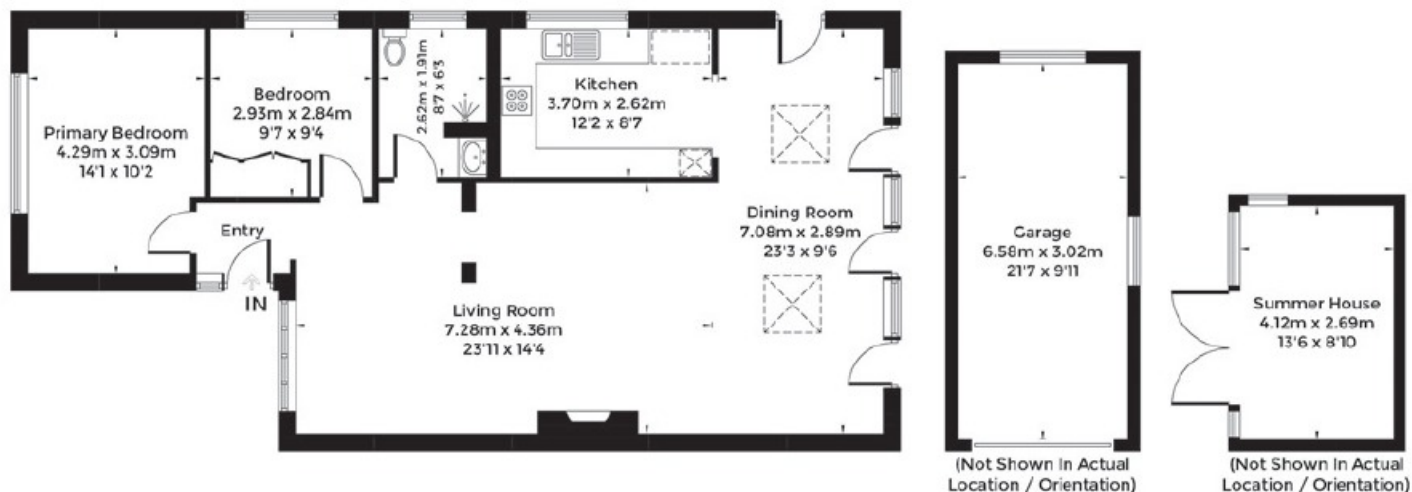 Primary Bedroom
4.29m x 3.09m
14'1 x 10'2
Bedroom
2.93m x 2.84m
9'7 x 9'4
2.62m x 1.91m
8'7 x 6'3
Kitchen
3.70m x 2.62m
12'2 x 8'7
Entry
IN
Living Room
7.28m x 4.36m
23'11 x 14'4
Dining Room
7.08m x 2.89m
23'3 x 9'6
Garage
6.58m x 3.02m
21'7 x 9'11
(Not Shown In Actual
Location / Orientation)
Summer House
4.12m x 2.69m
13'6 x 8'10
(Not Shown In Actual
Location / Orientation)